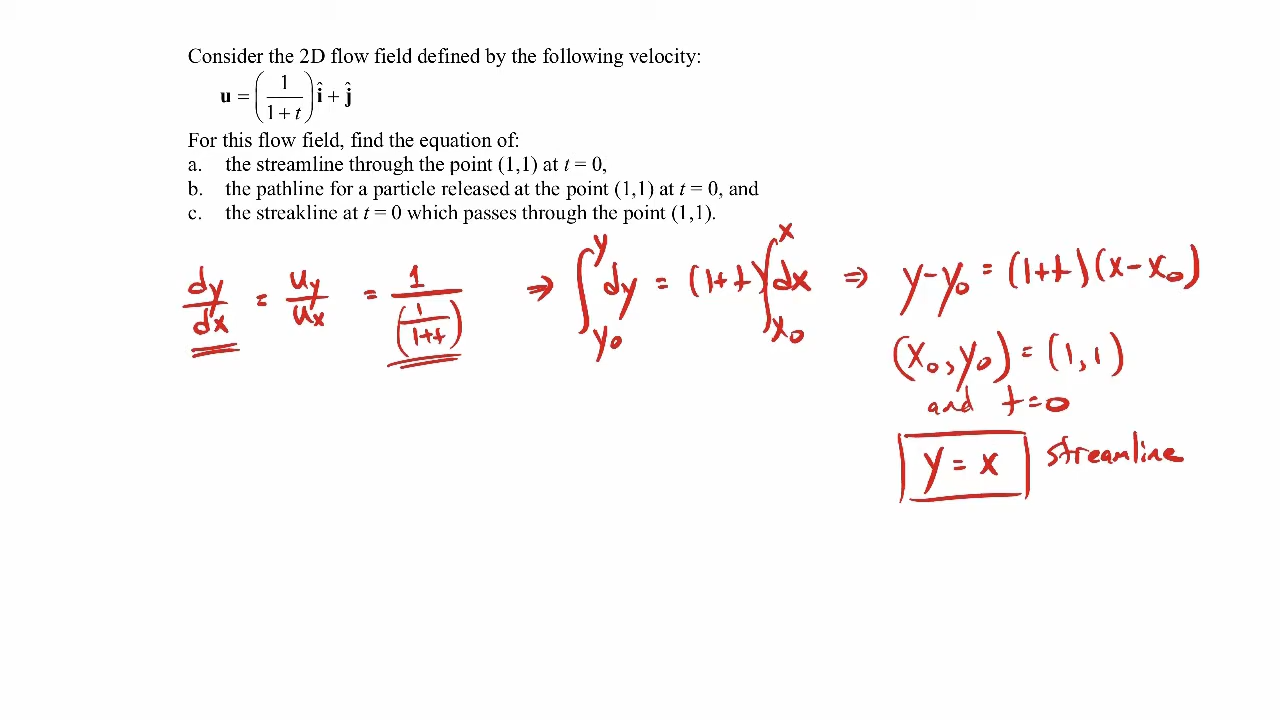 Consider the 2D flow field defined by the following velocity:
u = (1/(1 + t)) î + ĵ
For this flow field, find the equation of:
a. the streamline through the point (1,1) at t = 0,
b. the pathline for a particle released at the point (1,1) at t = 0, and
c. the streakline at t = 0 which passes through the point (1,1).
dy/dx = uy/ux = 1/(1/(1+t)) ⇒ ∫_{y0}^{y} dy = (1+t) ∫_{x0}^{x} dx ⇒ y-y0 = (1+t)(x-x0)
(x0, y0) = (1, 1)
and t=0
y = x streamline